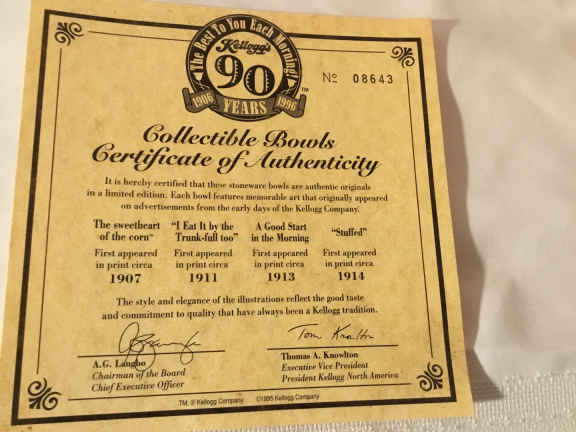 The Best To You Each Morning!
Kellogg's
90
YEARS
1906
1996
TM
Nº 08643
Collectible Bowls
Certificate of Authenticity
It is hereby certified that these stoneware bowls are authentic originals
in a limited edition. Each bowl features memorable art that originally appeared
on advertisements from the early days of the Kellogg Company.
The sweetheart
of the corn™
First appeared
in print circa
1907
"I Eat It by the
Trunk-full too"
First appeared
in print circa
1911
A Good Start
in the Morning
First appeared
in print circa
1913
"Stuffed"
First appeared
in print circa
1914
The style and elegance of the illustrations reflect the good taste
and commitment to quality that have always been a Kellogg tradition.
A.G. Langbo
Chairman of the Board
Chief Executive Officer
Tom Knowlton
Thomas A. Knowlton
Executive Vice President
President Kellogg North America
TM, ® Kellogg Company ©1995 Kellogg Company